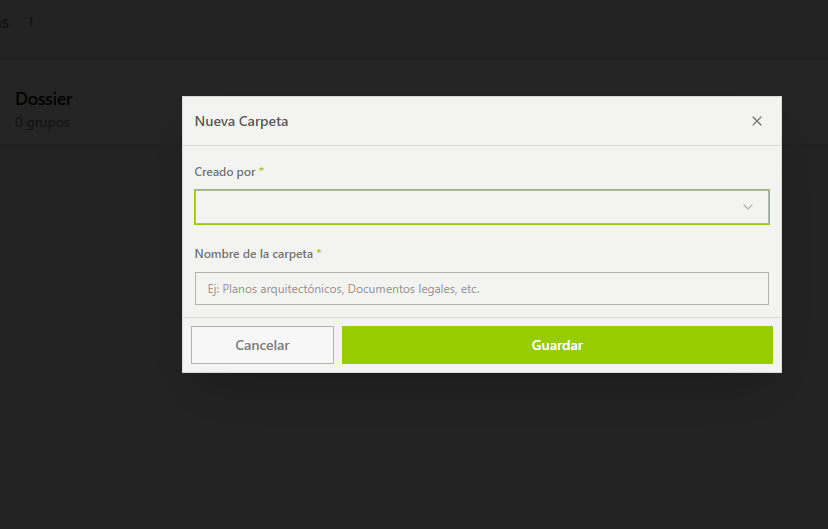 1
Dossier
0 grupos
Nueva Carpeta
Creado por *
Nombre de la carpeta *
Ej: Planos arquitectónicos, Documentos legales, etc.
Cancelar
Guardar